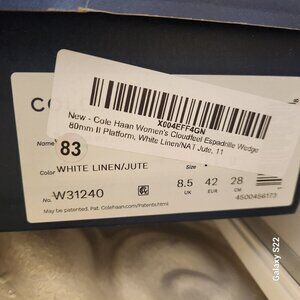 CO
X004EFF4GN
New - Cole Haan Women's Cloudfeel Espadrille Wedge
80mm II Platform, White Linen/NAT Jute, 11
Name
83
Color WHITE LINEN/JUTE
No. W31240
8.5 42 28
UK EUR CM
4500456173
May be patented. Pat. ColeHaan.com/Patents.html
Galaxy S22